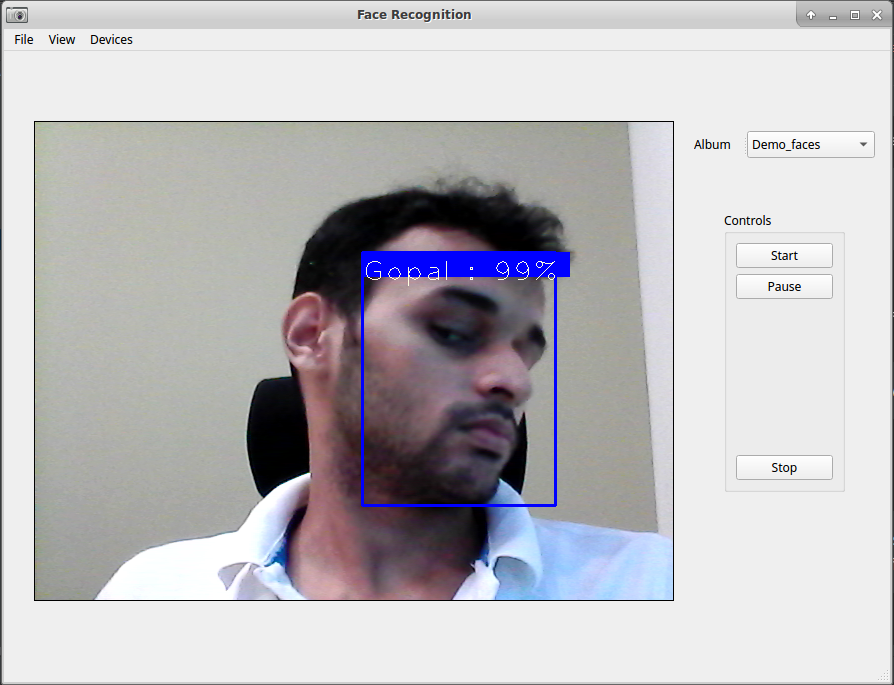 Face Recognition
File View Devices
Album Demo_faces
Controls
Gopal : 99%
Start
Pause
Stop